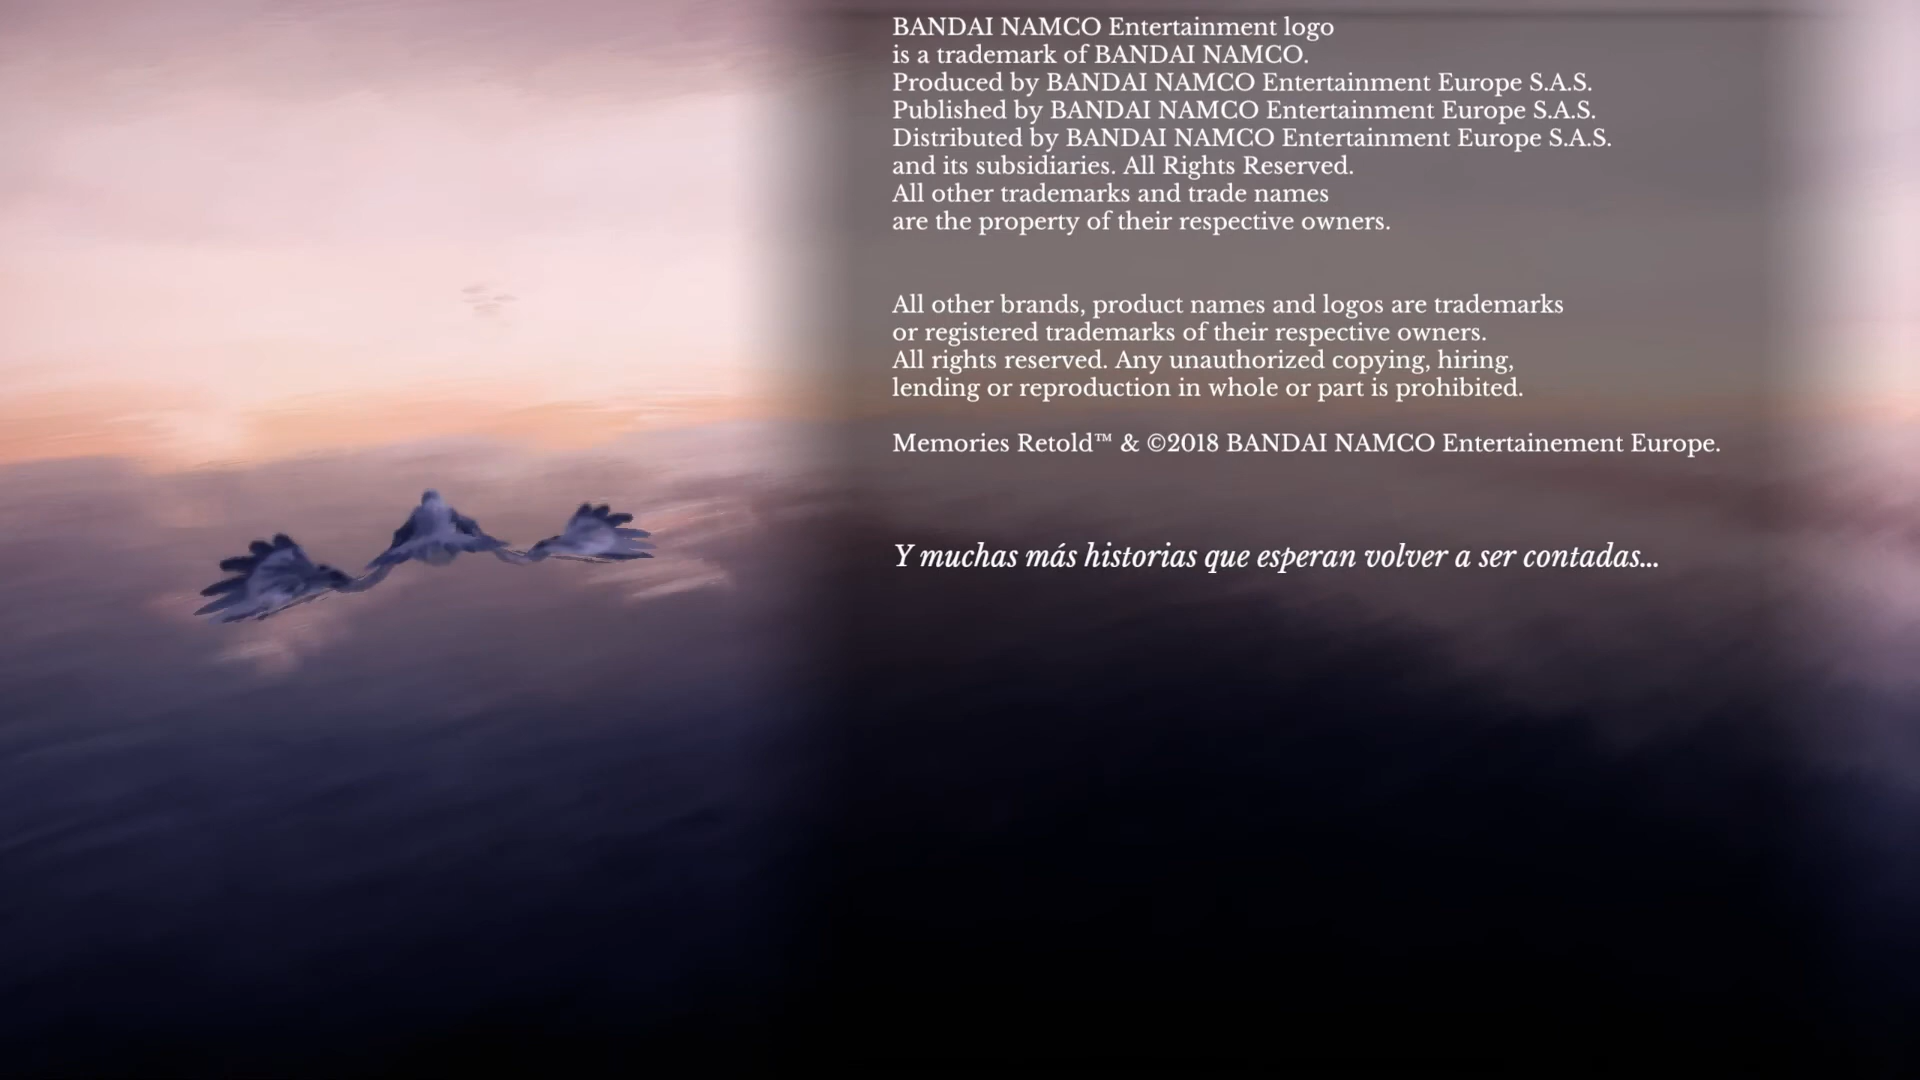 BANDAI NAMCO Entertainment logo
is a trademark of BANDAI NAMCO.
Produced by BANDAI NAMCO Entertainment Europe S.A.S.
Published by BANDAI NAMCO Entertainment Europe S.A.S.
Distributed by BANDAI NAMCO Entertainment Europe S.A.S.
and its subsidiaries. All Rights Reserved.
All other trademarks and trade names
are the property of their respective owners.
All other brands, product names and logos are trademarks
or registered trademarks of their respective owners.
All rights reserved. Any unauthorized copying, hiring,
lending or reproduction in whole or part is prohibited.
Memories Retold™ & ©2018 BANDAI NAMCO Entertainement Europe.
Y muchas más historias que esperan volver a ser contadas...